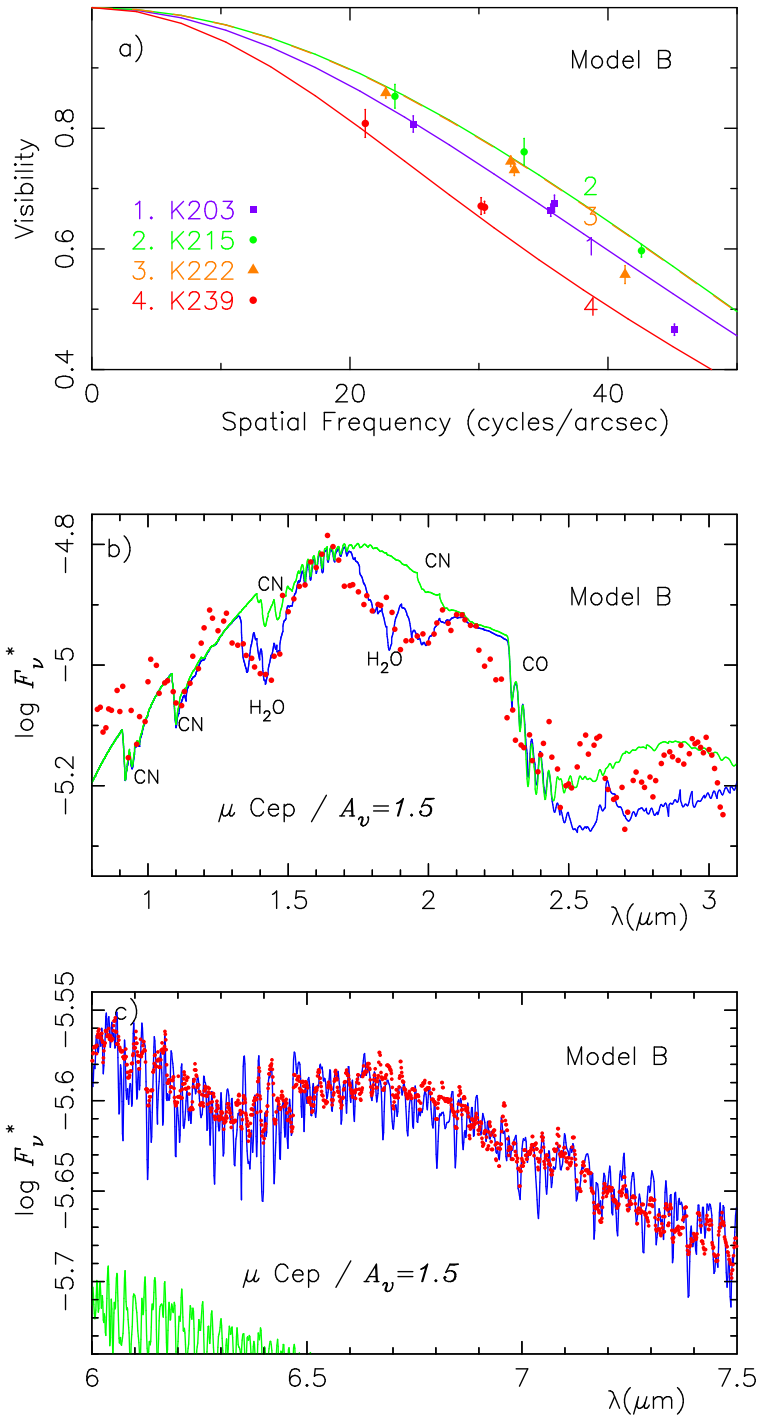 a)
Model B
Visibility
0.8
0.6
0.4
2
3
1
4
1. K203
2. K215
3. K222
4. K239
0
20
40
Spatial Frequency (cycles/arcsec)
b)
Model B
log Fν*
−4.8
−5
−5.2
CN
CN
CN
CN
H2O
H2O
CO
μ Cep / Av=1.5
1
1.5
2
2.5
3
λ(μm)
c)
Model B
log Fν*
−5.55
−5.6
−5.65
−5.7
μ Cep / Av=1.5
6
6.5
7
7.5
λ(μm)